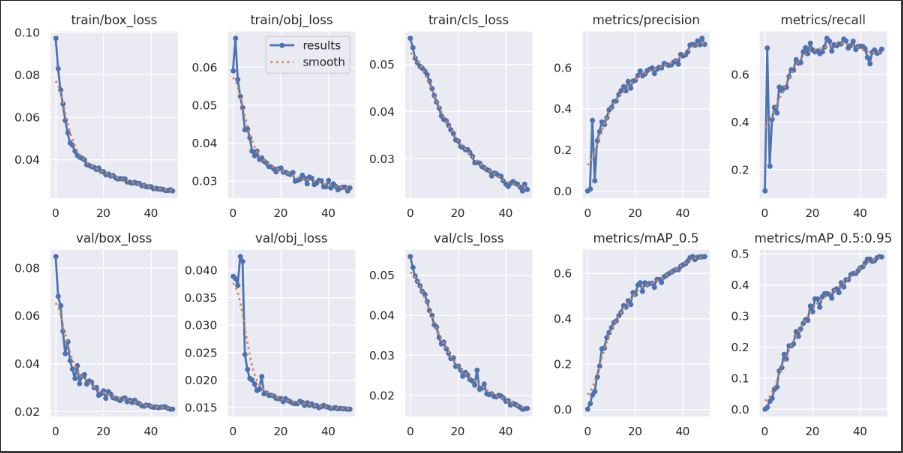 train/box_loss
train/obj_loss
train/cls_loss
metrics/precision
metrics/recall
0.10
0.08
0.06
0.04
0 20 40
0.06
0.05
0.04
0.03
results
smooth
0 20 40
0.05
0.04
0.03
0 20 40
0.6
0.4
0.2
0.0
0 20 40
0.6
0.4
0.2
0 20 40
val/box_loss
val/obj_loss
val/cls_loss
metrics/mAP_0.5
metrics/mAP_0.5:0.95
0.08
0.06
0.04
0.02
0 20 40
0.040
0.035
0.030
0.025
0.020
0.015
0 20 40
0.05
0.04
0.03
0.02
0 20 40
0.6
0.4
0.2
0.0
0 20 40
0.5
0.4
0.3
0.2
0.1
0.0
0 20 40